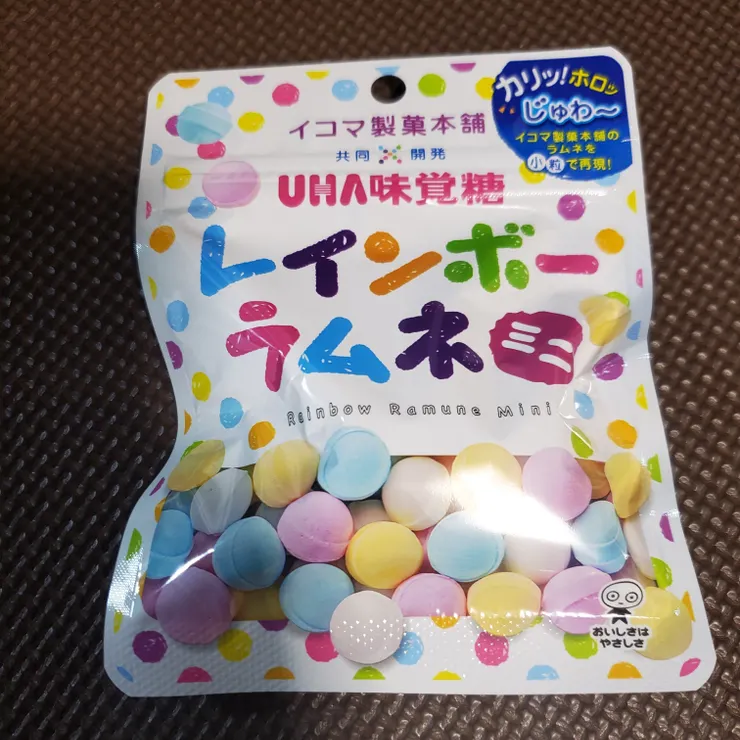 カリッ!ホロッ
じゅわ〜
イコマ製菓本舗の
ラムネを
小粒で再現!
イコマ製菓本舗
共同 開発
UHA味覚糖
レインボー
ラムネ ミニ
Rainbow Ramune Mini
おいしさは
やさしさ